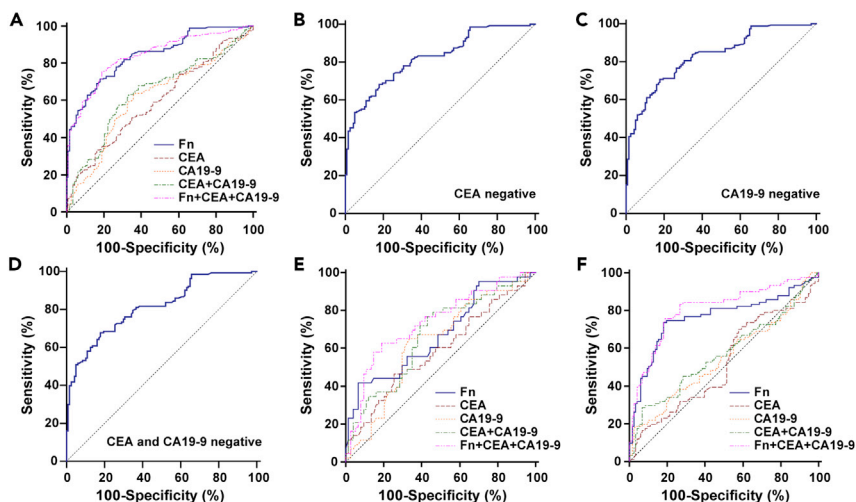 A
Sensitivity (%)
100
80
60
40
20
0
0 20 40 60 80 100
100-Specificity (%)
Fn
CEA
CA19-9
CEA+CA19-9
Fn+CEA+CA19-9
B
Sensitivity (%)
100
80
60
40
20
0
0 20 40 60 80 100
100-Specificity (%)
CEA negative
C
Sensitivity (%)
100
80
60
40
20
0
0 20 40 60 80 100
100-Specificity (%)
CA19-9 negative
D
Sensitivity (%)
100
80
60
40
20
0
0 20 40 60 80 100
100-Specificity (%)
CEA and CA19-9 negative
E
Sensitivity (%)
100
80
60
40
20
0
0 20 40 60 80 100
100-Specificity (%)
Fn
CEA
CA19-9
CEA+CA19-9
Fn+CEA+CA19-9
F
Sensitivity (%)
100
80
60
40
20
0
0 20 40 60 80 100
100-Specificity (%)
Fn
CEA
CA19-9
CEA+CA19-9
Fn+CEA+CA19-9